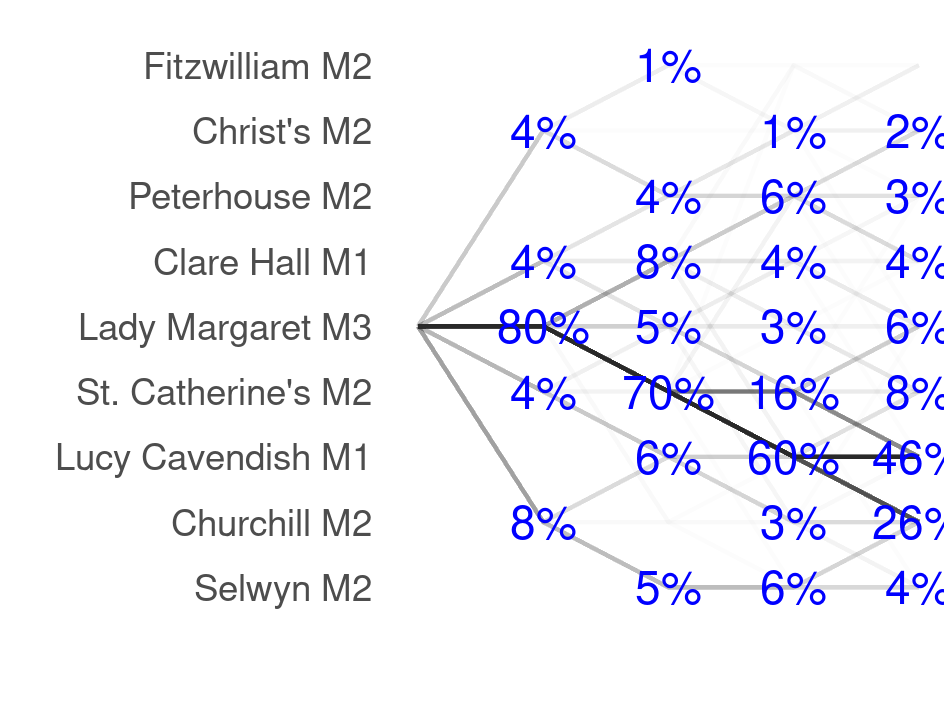 Fitzwilliam M2 1%
Christ's M2 4% 1% 2%
Peterhouse M2 4% 6% 3%
Clare Hall M1 4% 8% 4% 4%
Lady Margaret M3 80% 5% 3% 6%
St. Catherine's M2 4% 70% 16% 8%
Lucy Cavendish M1 6% 60% 46%
Churchill M2 8% 3% 26%
Selwyn M2 5% 6% 4%